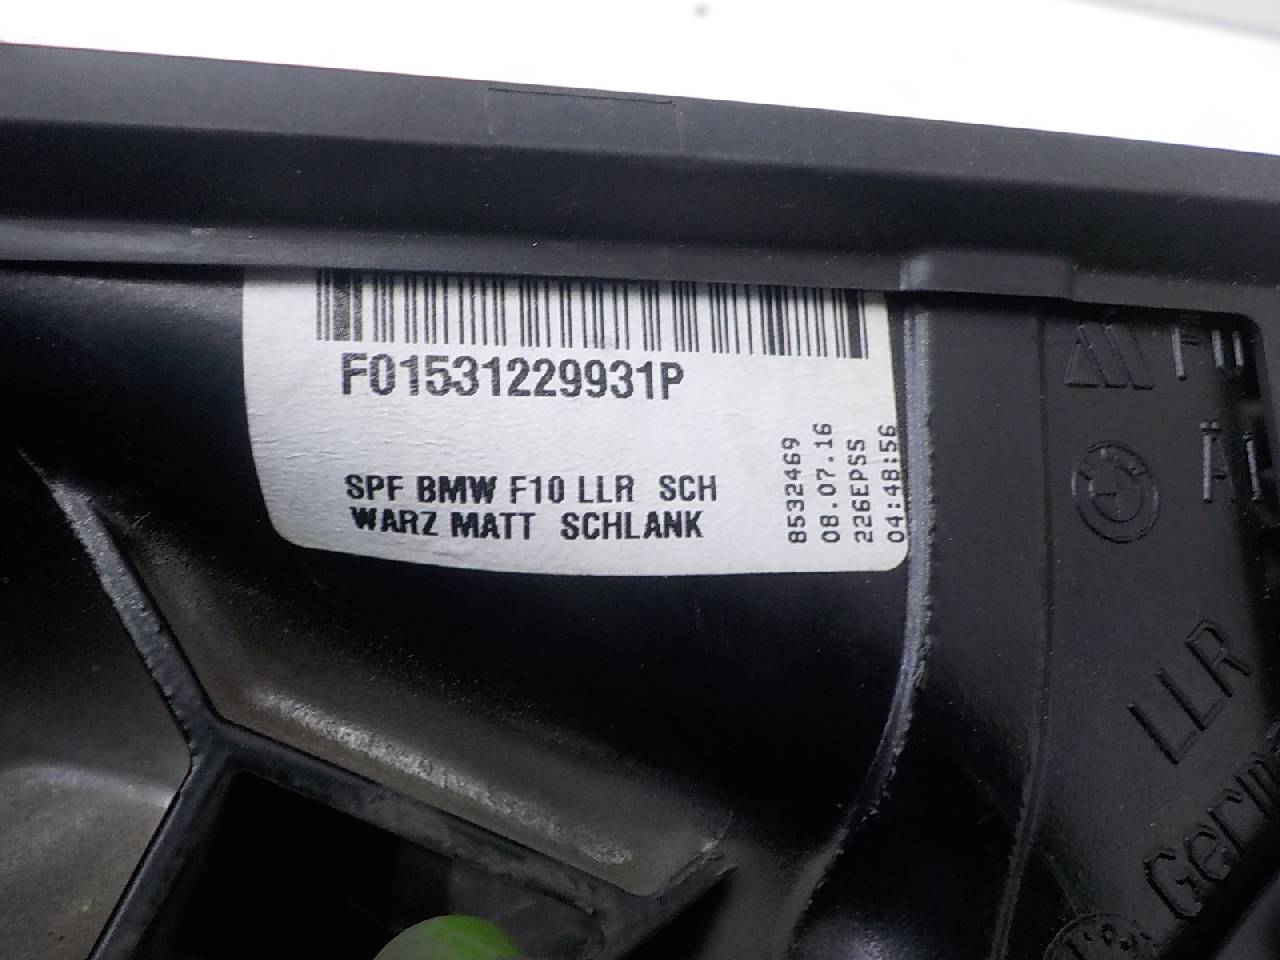 F01531229931P
SPF BMW F10 LLR SCH
WARZ MATT SCHLANK
8532469
08.07.16
226EPSS
04:48:56
LLR